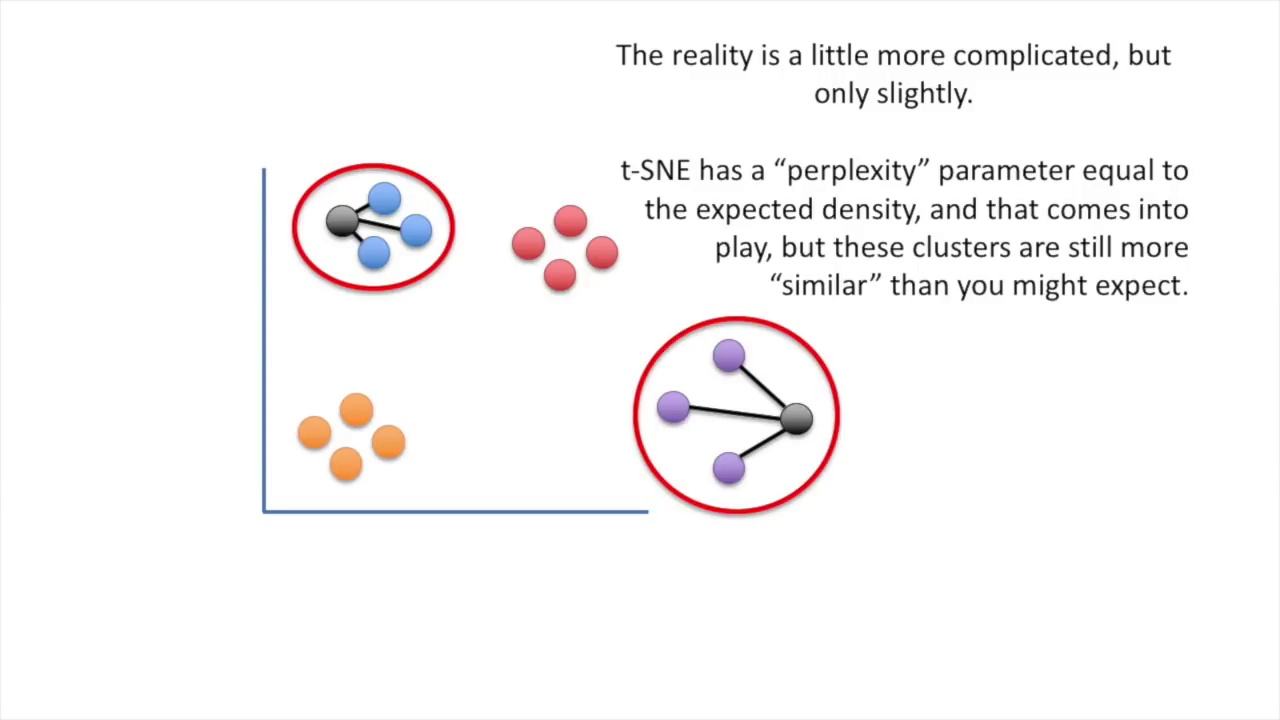 The reality is a little more complicated, but
only slightly.
t-SNE has a “perplexity” parameter equal to
the expected density, and that comes into
play, but these clusters are still more
“similar” than you might expect.